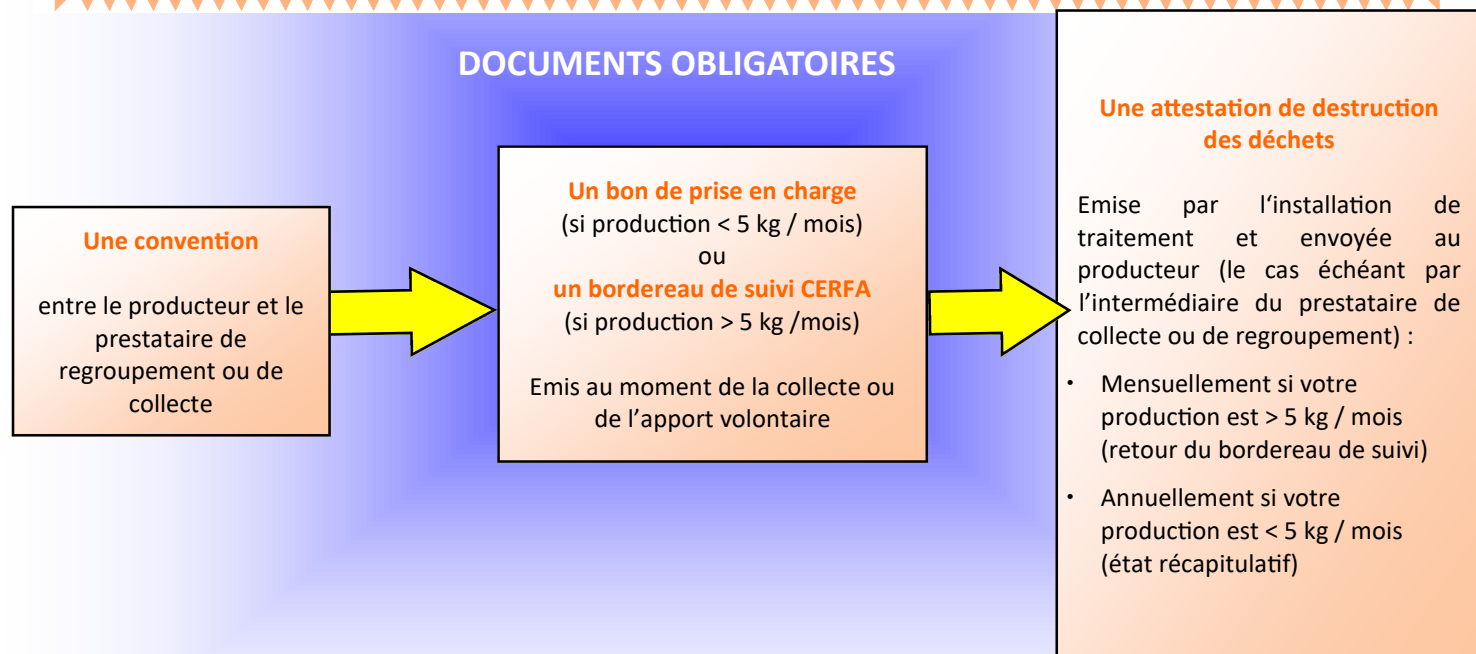 DOCUMENTS OBLIGATOIRES
Une convention
entre le producteur et le
prestataire de
regroupement ou de
collecte
Un bon de prise en charge
(si production < 5 kg / mois)
ou
un bordereau de suivi CERFA
(si production > 5 kg /mois)
Emis au moment de la collecte ou
de l’apport volontaire
Une attestation de destruction
des déchets
Emise par l‘installation de
traitement et envoyée au
producteur (le cas échéant par
l’intermédiaire du prestataire de
collecte ou de regroupement) :
• Mensuellement si votre
production est > 5 kg / mois
(retour du bordereau de suivi)
• Annuellement si votre
production est < 5 kg / mois
(état récapitulatif)